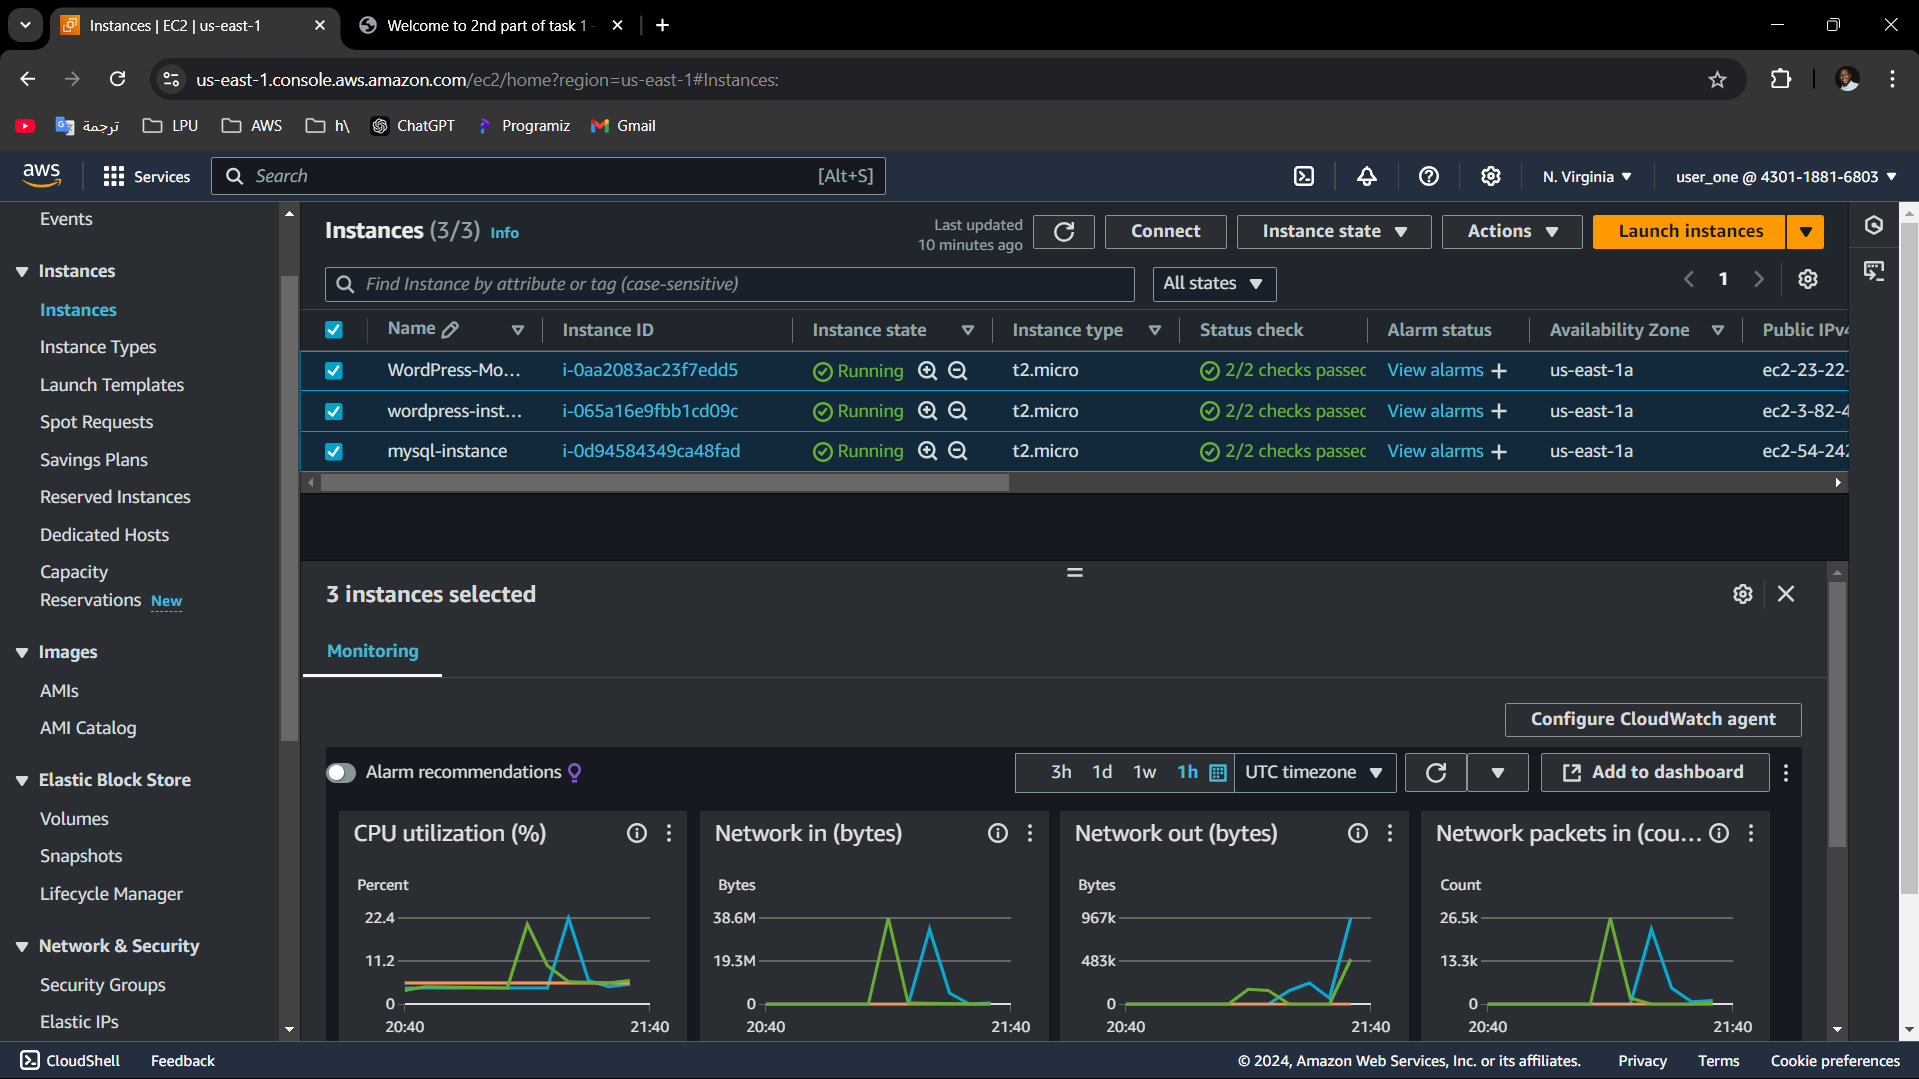 Instances | EC2 | us-east-1
Welcome to 2nd part of task 1 -
us-east-1.console.aws.amazon.com/ec2/home?region=us-east-1#Instances:
ترجمة
LPU
AWS
h\
ChatGPT
Programiz
Gmail
aws
Services
Search
[Alt+S]
N. Virginia
user_one @ 4301-1881-6803
Events
Instances
Instances
Instance Types
Launch Templates
Spot Requests
Savings Plans
Reserved Instances
Dedicated Hosts
Capacity
Reservations New
Images
AMIs
AMI Catalog
Elastic Block Store
Volumes
Snapshots
Lifecycle Manager
Network & Security
Security Groups
Elastic IPs
Instances (3/3) Info
Last updated
10 minutes ago
Connect
Instance state
Actions
Launch instances
Find Instance by attribute or tag (case-sensitive)
All states
1
Name Instance ID Instance state Instance type Status check Alarm status Availability Zone Public IPv4
WordPress-Mo... i-0aa2083ac23f7edd5 Running t2.micro 2/2 checks passec View alarms + us-east-1a ec2-23-22-
wordpress-inst... i-065a16e9fbb1cd09c Running t2.micro 2/2 checks passec View alarms + us-east-1a ec2-3-82-4
mysql-instance i-0d94584349ca48fad Running t2.micro 2/2 checks passec View alarms + us-east-1a ec2-54-242
3 instances selected
Monitoring
Configure CloudWatch agent
Alarm recommendations
3h 1d 1w 1h
UTC timezone
Add to dashboard
CPU utilization (%)
Percent
22.4
11.2
0
20:40 21:40
Network in (bytes)
Bytes
38.6M
19.3M
0
20:40 21:40
Network out (bytes)
Bytes
967k
483k
0
20:40 21:40
Network packets in (cou...
Count
26.5k
13.3k
0
20:40 21:40
CloudShell
Feedback
© 2024, Amazon Web Services, Inc. or its affiliates.
Privacy
Terms
Cookie preferences